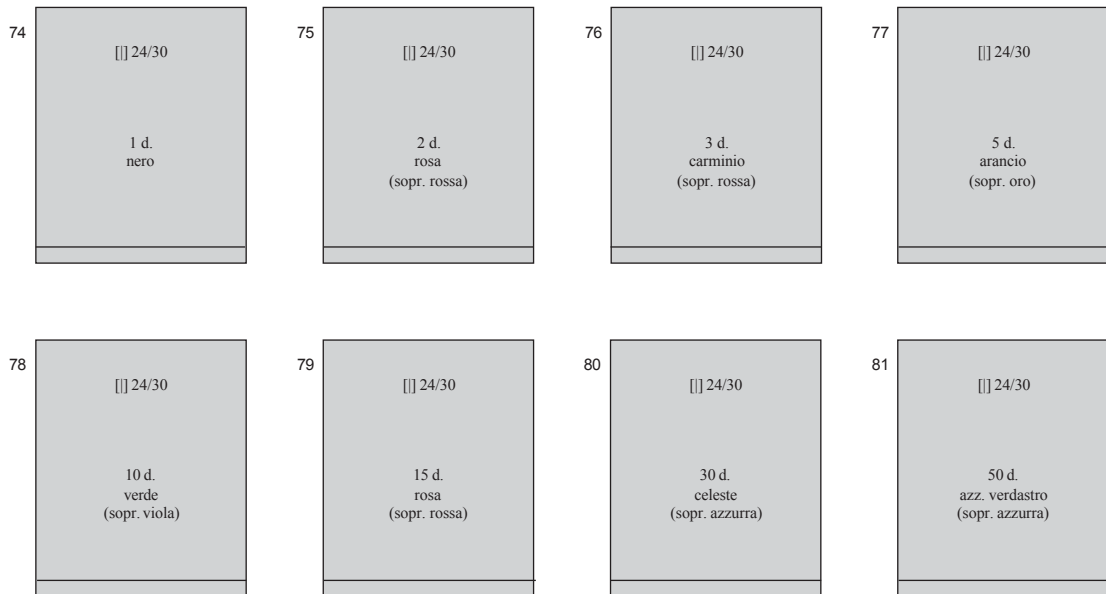 74
[|] 24/30
1 d.
nero
75
[|] 24/30
2 d.
rosa
(sopr. rossa)
76
[|] 24/30
3 d.
carminio
(sopr. rossa)
77
[|] 24/30
5 d.
arancio
(sopr. oro)
78
[|] 24/30
10 d.
verde
(sopr. viola)
79
[|] 24/30
15 d.
rosa
(sopr. rossa)
80
[|] 24/30
30 d.
celeste
(sopr. azzurra)
81
[|] 24/30
50 d.
azz. verdastro
(sopr. azzurra)